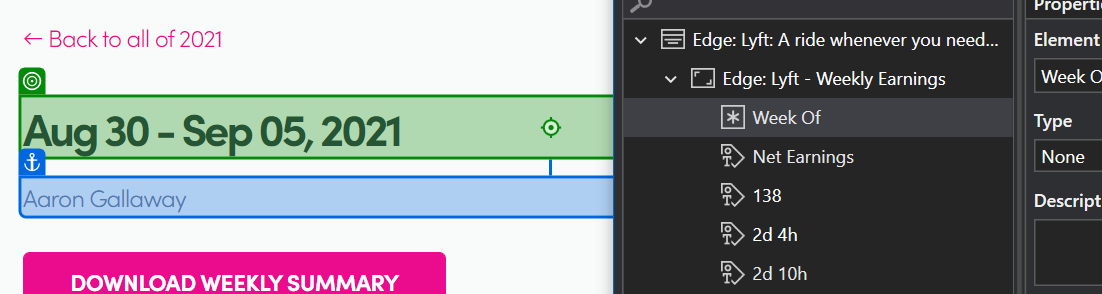 ← Back to all of 2021
Aug 30 – Sep 05, 2021
Aaron Gallaway
DOWNLOAD WEEKLY SUMMARY
Edge: Lyft: A ride whenever you need...
Edge: Lyft - Weekly Earnings
Week Of
Net Earnings
138
2d 4h
2d 10h
Properti
Element
Week O
Type
None
Descript